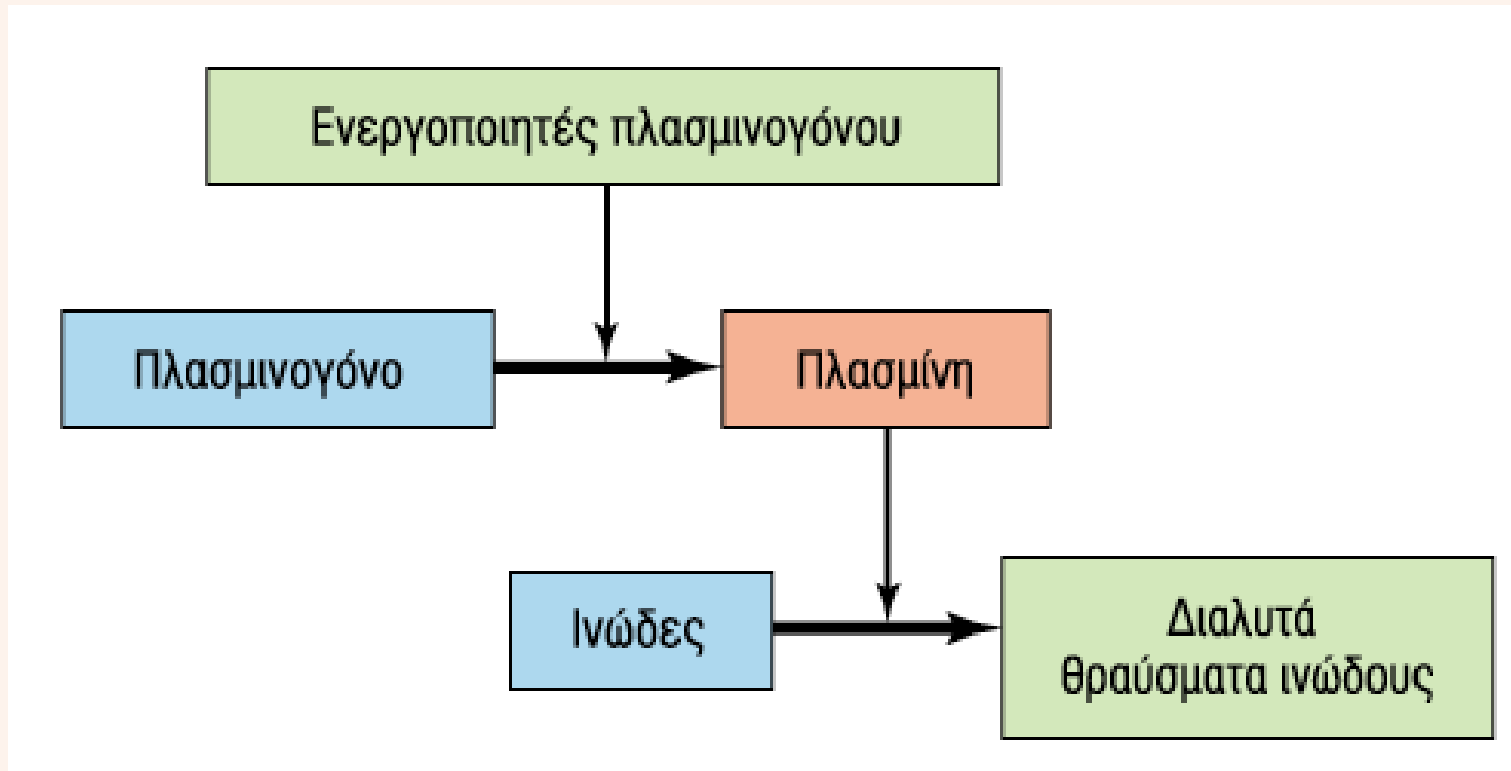 Ενεργοποιητές πλασμινογόνου
Πλασμινογόνο
Πλασμίνη
Ινώδες
Διαλυτά
θραύσματα ινώδους